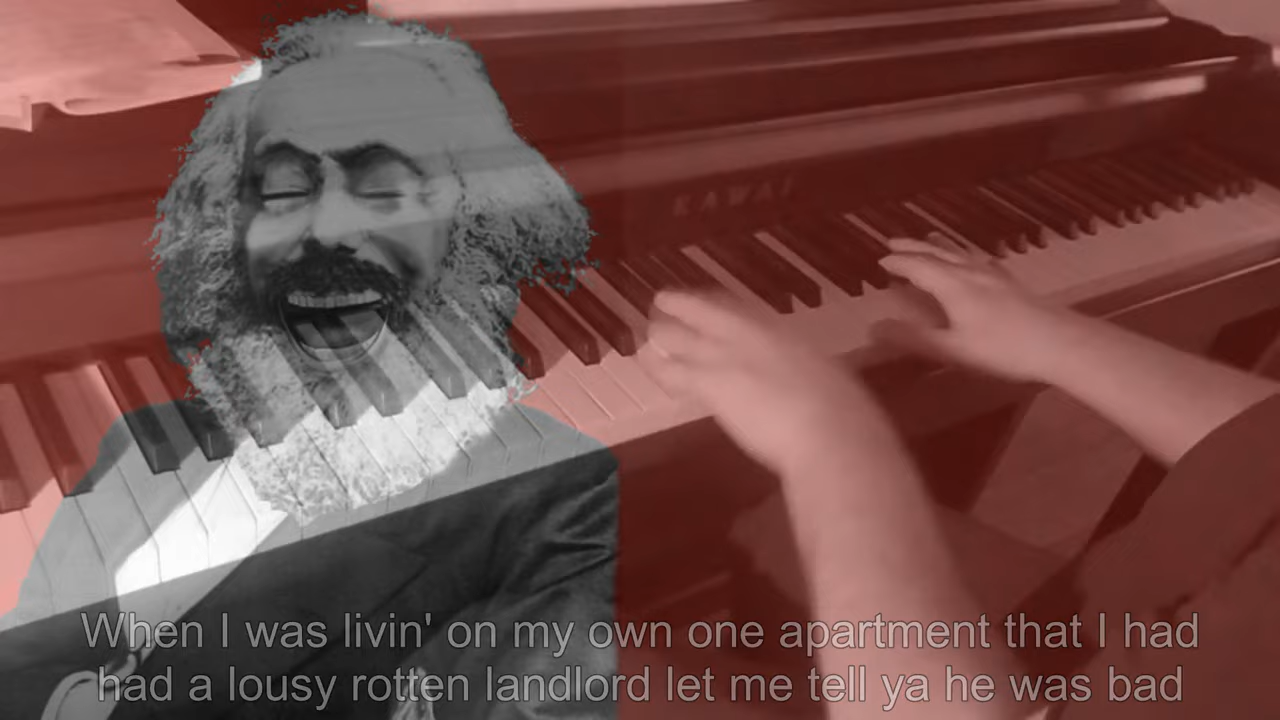 KAWAI
When I was livin' on my own one apartment that I had
had a lousy rotten landlord let me tell ya he was bad